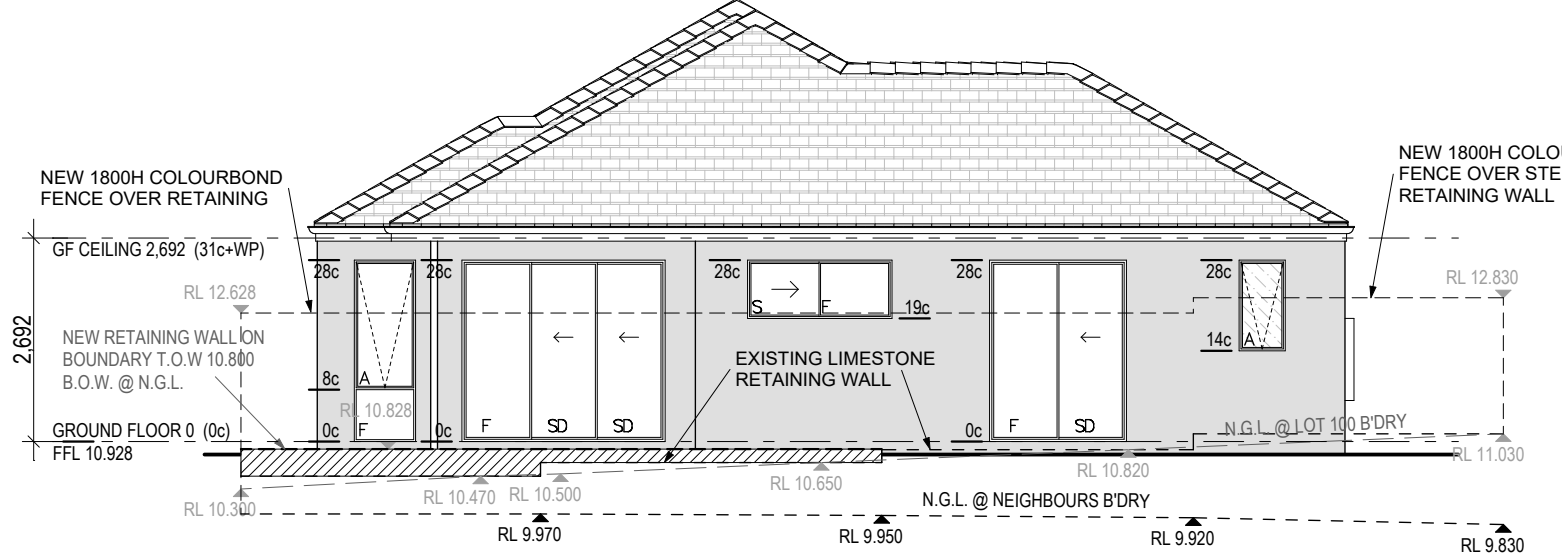 NEW 1800H COLOURBOND
FENCE OVER RETAINING
NEW 1800H COLOU
FENCE OVER STE
RETAINING WALL
GF CEILING 2,692 (31c+WP)
28c
28c
28c
28c
28c
RL 12.628
RL 12.830
S
F
19c
NEW RETAINING WALL ON
BOUNDARY T.O.W 10.800
B.O.W. @ N.G.L.
2,692
14c
A
EXISTING LIMESTONE
RETAINING WALL
8c
A
RL 10.828
F
F
SD
SD
F
SD
GROUND FLOOR 0 (0c)
0c
0c
0c
N.G.L. @ LOT 100 B'DRY
FFL 10.928
RL 11.030
RL 10.820
RL 10.650
RL 10.470
RL 10.500
RL 10.300
N.G.L. @ NEIGHBOURS B'DRY
RL 9.970
RL 9.950
RL 9.920
RL 9.830